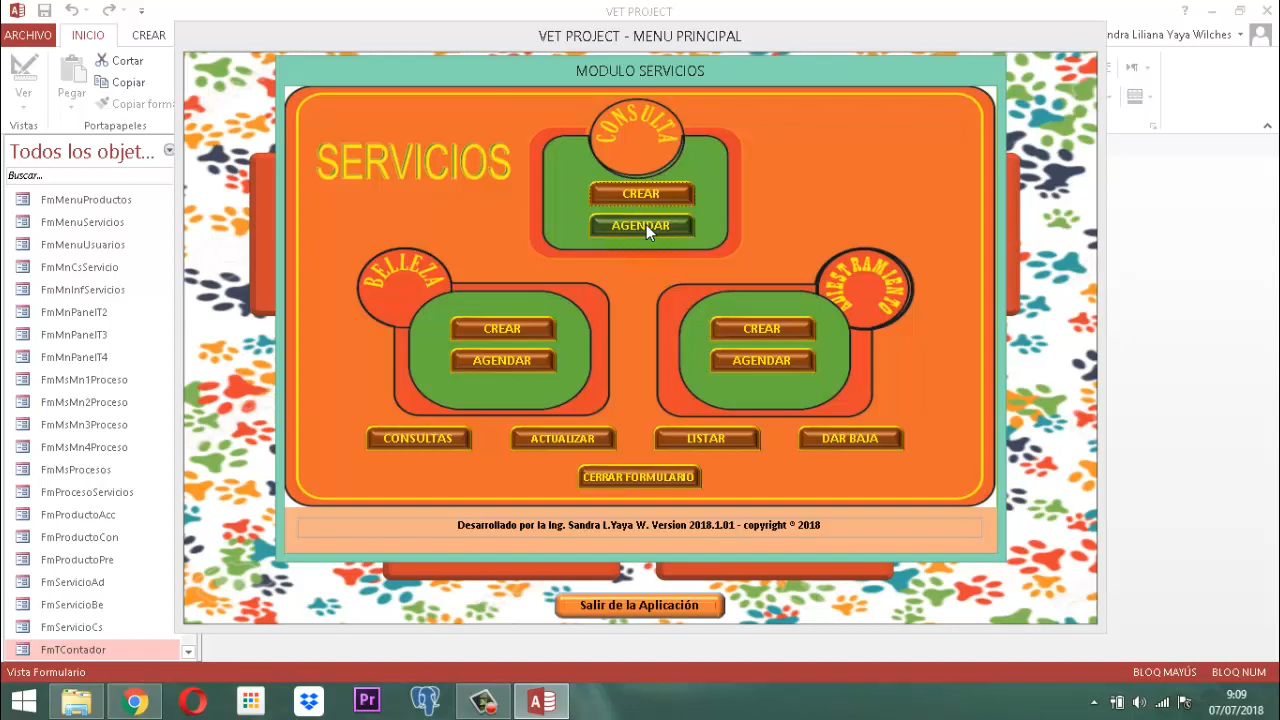 VET PROJECT
ARCHIVO
INICIO
CREAR
ndra Liliana Yaya Wilches
Ver
Pegar
Cortar
Copiar
Copiar forma
Vistas
Portapapeles
VET PROJECT - MENU PRINCIPAL
MODULO SERVICIOS
Todos los objet...
Buscar...
FmMenuProductos
FmMenuServicios
FmMenuUsuarios
FmMnCsServicio
FmMnInfServicios
FmMnPanelT2
FmMnPanelT3
FmMnPanelT4
FmMsMn1Proceso
FmMsMn2Proceso
FmMsMn3Proceso
FmMsMn4Proceso
FmMsProcesos
FmProcesoServicios
FmProductoAcc
FmProductoCon
FmProductoPre
FmServicioAd
FmServicioBe
FmServicioCs
FmTContador
SERVICIOS
CONSULTA
CREAR
AGENDAR
BELLEZA
CREAR
AGENDAR
CREAR
AGENDAR
CONSULTAS
ACTUALIZAR
LISTAR
DAR BAJA
CERRAR FORMULARIO
Desarrollado por la Ing. Sandra L.Yaya W. Version 2018.1.01 - copyright ® 2018
Salir de la Aplicación
Vista Formulario
BLOQ MAYÚS
BLOQ NUM
Pr
9:09
07/07/2018